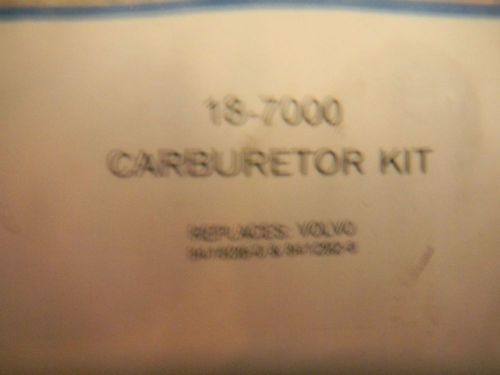 18-7000
CARBURETOR KIT
REPLACES: VOLVO